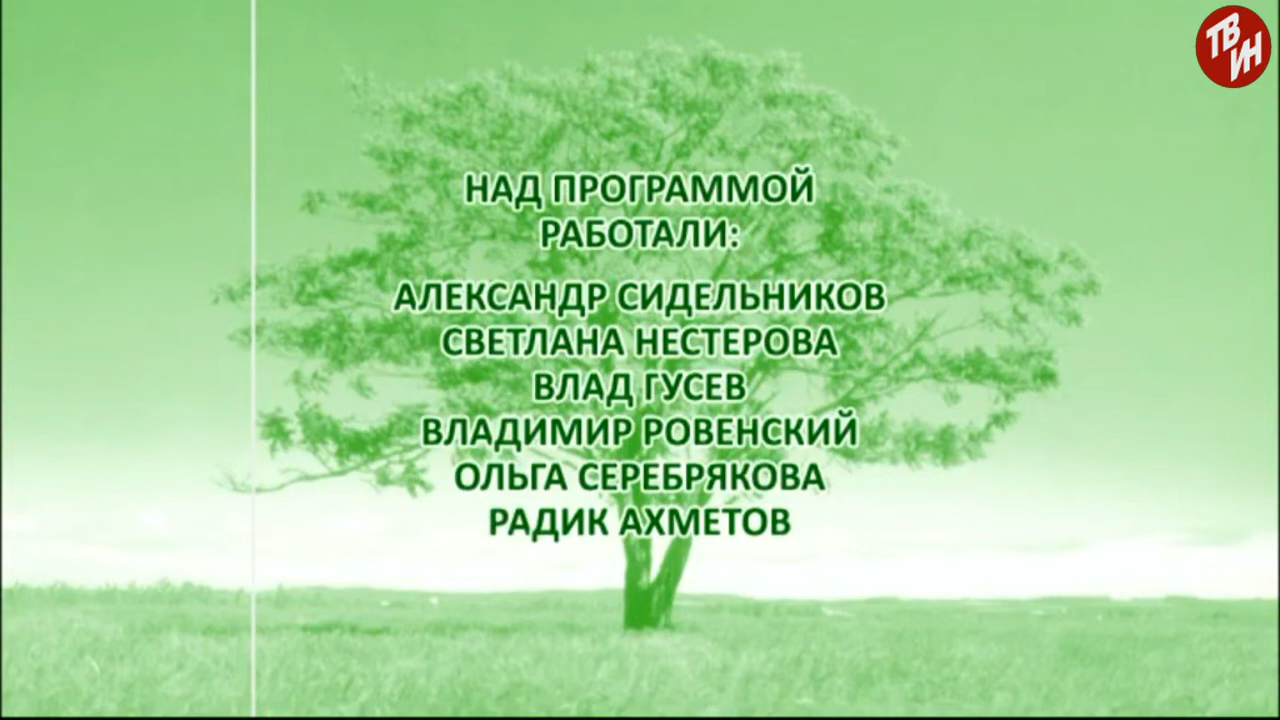 ТВ
ИН
НАД ПРОГРАММОЙ
РАБОТАЛИ:
АЛЕКСАНДР СИДЕЛЬНИКОВ
СВЕТЛАНА НЕСТЕРОВА
ВЛАД ГУСЕВ
ВЛАДИМИР РОВЕНСКИЙ
ОЛЬГА СЕРЕБРЯКОВА
РАДИК АХМЕТОВ